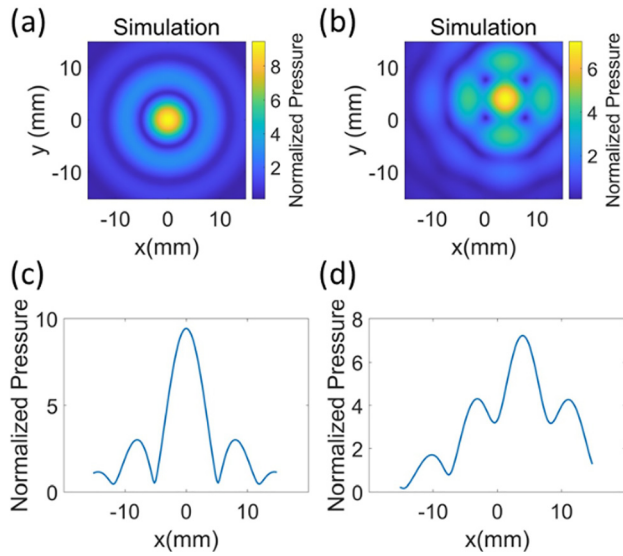 (a)
Simulation
10
0
-10
y (mm)
-10 0 10
x(mm)
8
6
4
2
Normalized Pressure
(b)
Simulation
10
0
-10
y (mm)
-10 0 10
x(mm)
6
4
2
Normalized Pressure
(c)
10
5
0
Normalized Pressure
-10 0 10
x(mm)
(d)
8
6
4
2
0
Normalized Pressure
-10 0 10
x(mm)